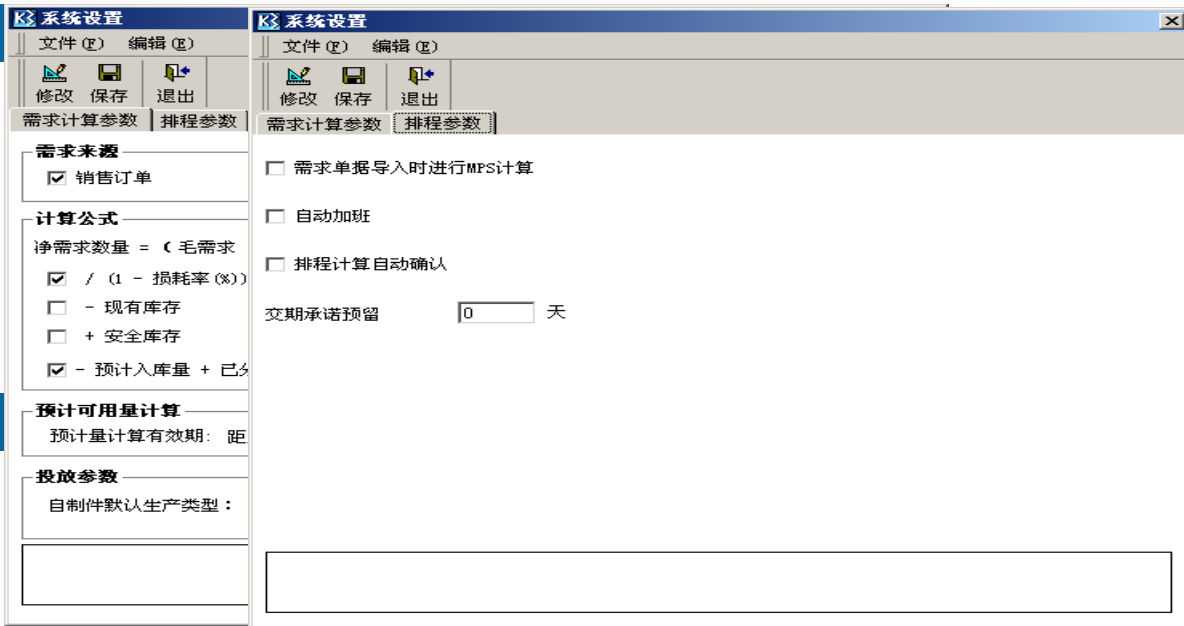 K3 系统设置
文件(F) 编辑(E)
修改 保存 退出
需求计算参数 排程参数
需求来源
销售订单
计算公式
净需求数量 = ( 毛需求
/ (1 - 损耗率(%))
- 现有库存
+ 安全库存
- 预计入库量 + 已分
预计可用量计算
预计量计算有效期: 距
投放参数
自制件默认生产类型：
K3 系统设置
文件(F) 编辑(E)
修改 保存 退出
需求计算参数 排程参数
需求单据导入时进行MPS计算
自动加班
排程计算自动确认
交期承诺预留 0 天